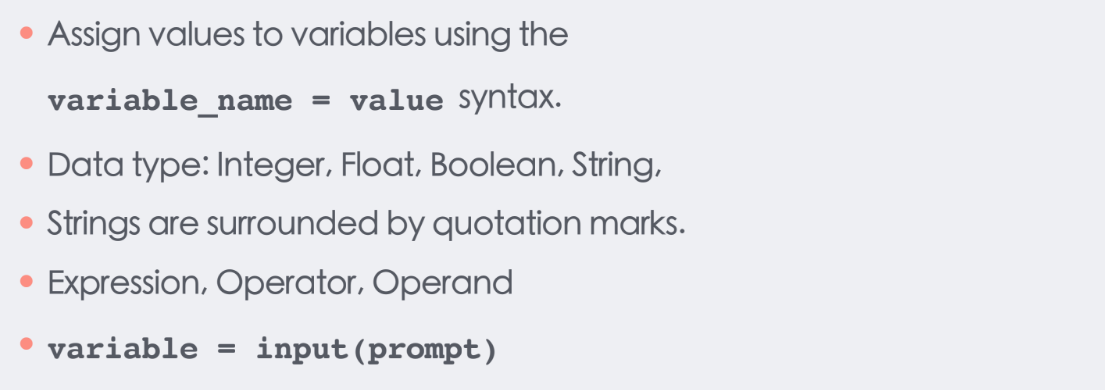 • Assign values to variables using the
variable_name = value syntax.
• Data type: Integer, Float, Boolean, String,
• Strings are surrounded by quotation marks.
• Expression, Operator, Operand
• variable = input(prompt)